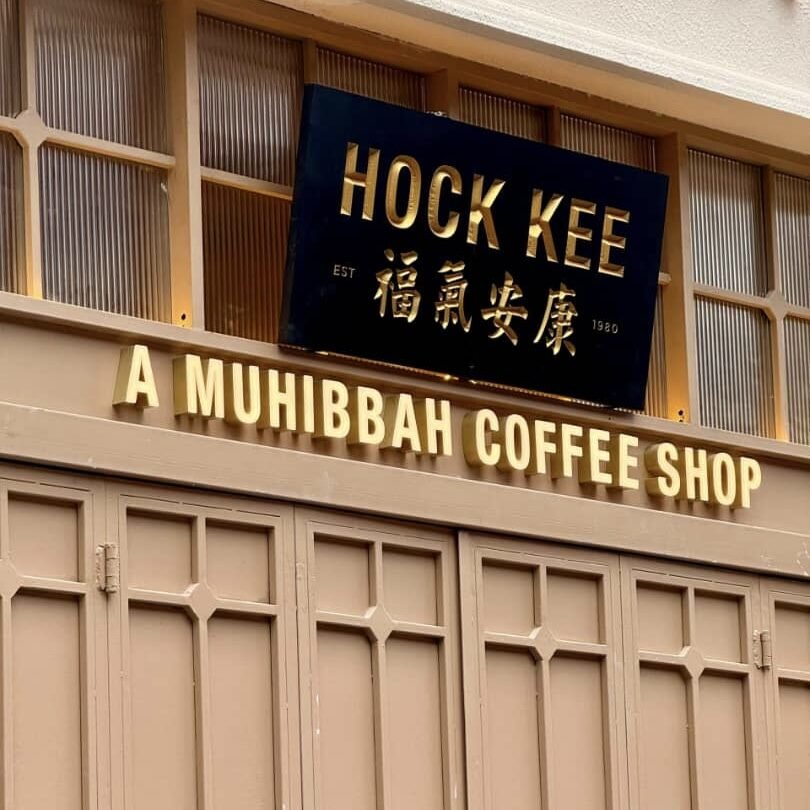 HOCK KEE
EST 福氣安康 1980
A MUHIBBAH COFFEE SHOP